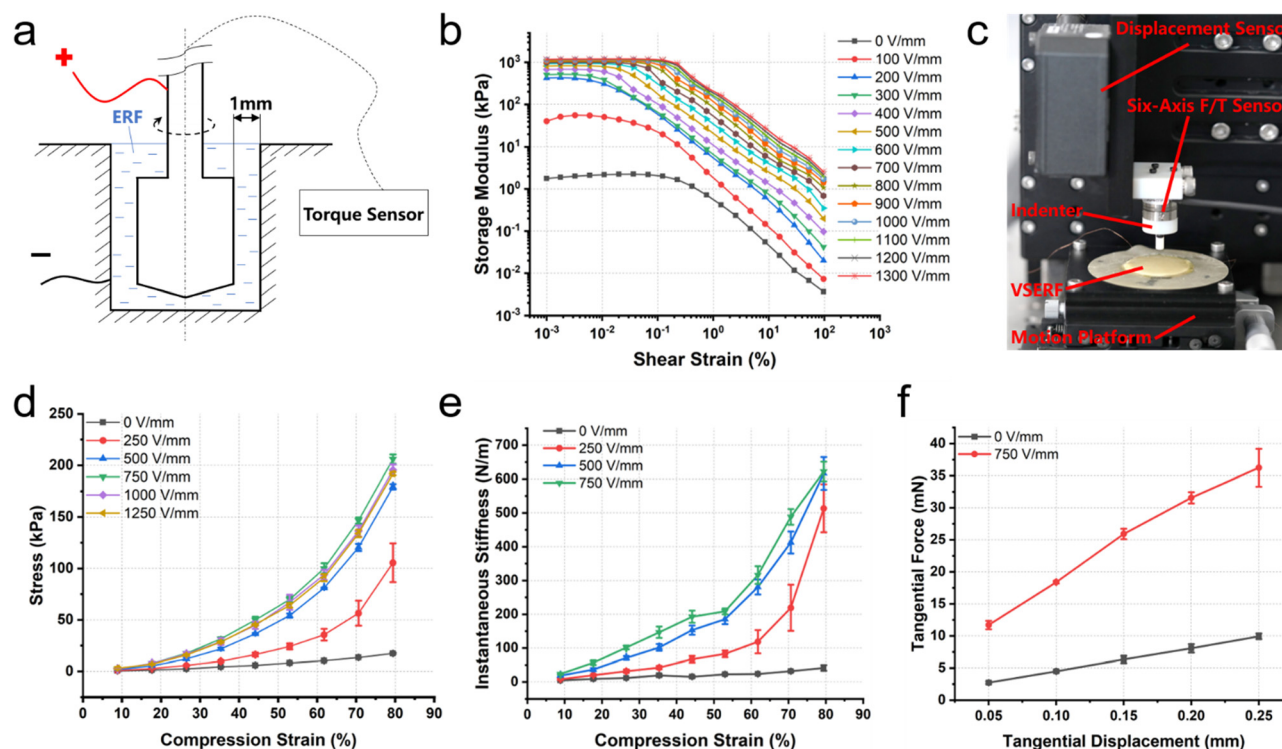 a
+
ERF
1mm
Torque Sensor
−
b
Storage Modulus (kPa)
10⁴
10³
10²
10¹
10⁰
10⁻¹
10⁻²
10⁻³
10⁻³ 10⁻² 10⁻¹ 10⁰ 10¹ 10² 10³
Shear Strain (%)
0 V/mm
100 V/mm
200 V/mm
300 V/mm
400 V/mm
500 V/mm
600 V/mm
700 V/mm
800 V/mm
900 V/mm
1000 V/mm
1100 V/mm
1200 V/mm
1300 V/mm
c
Displacement Senso
Six-Axis F/T Senso
Indenter
VSERF
Motion Platform
d
Stress (kPa)
250
200
150
100
50
0
0 V/mm
250 V/mm
500 V/mm
750 V/mm
1000 V/mm
1250 V/mm
0 10 20 30 40 50 60 70 80 90
Compression Strain (%)
e
Instantaneous Stiffness (N/m)
700
600
500
400
300
200
100
0
0 V/mm
250 V/mm
500 V/mm
750 V/mm
0 10 20 30 40 50 60 70 80 90
Compression Strain (%)
f
Tangential Force (mN)
45
40
35
30
25
20
15
10
5
0
0 V/mm
750 V/mm
0.05 0.10 0.15 0.20 0.25
Tangential Displacement (mm)